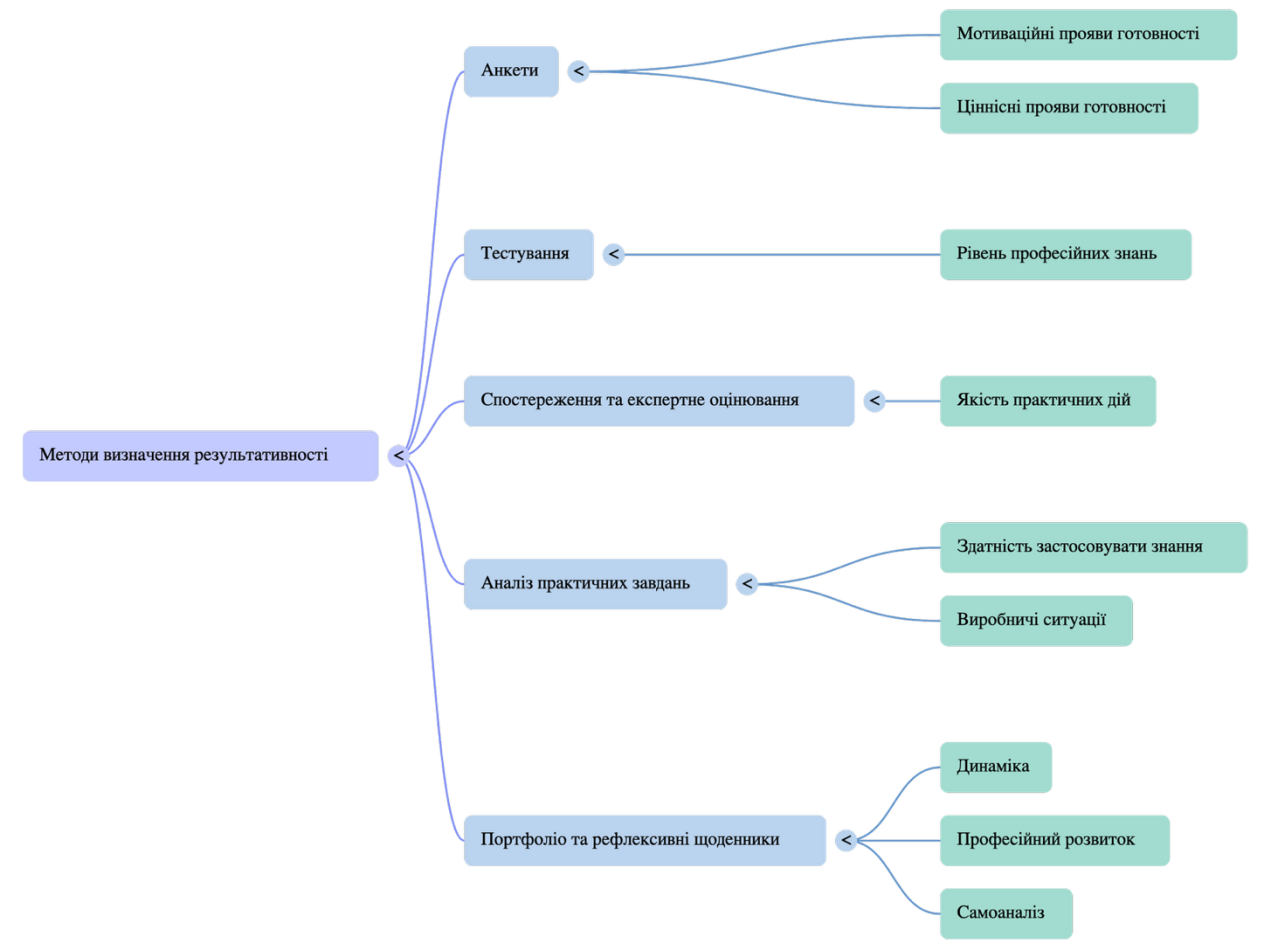 Методи визначення результативності
<
Анкети
<
Мотиваційні прояви готовності
Ціннісні прояви готовності
Тестування
<
Рівень професійних знань
Спостереження та експертне оцінювання
<
Якість практичних дій
Аналіз практичних завдань
<
Здатність застосовувати знання
Виробничі ситуації
Портфоліо та рефлексивні щоденники
<
Динаміка
Професійний розвиток
Самоаналіз